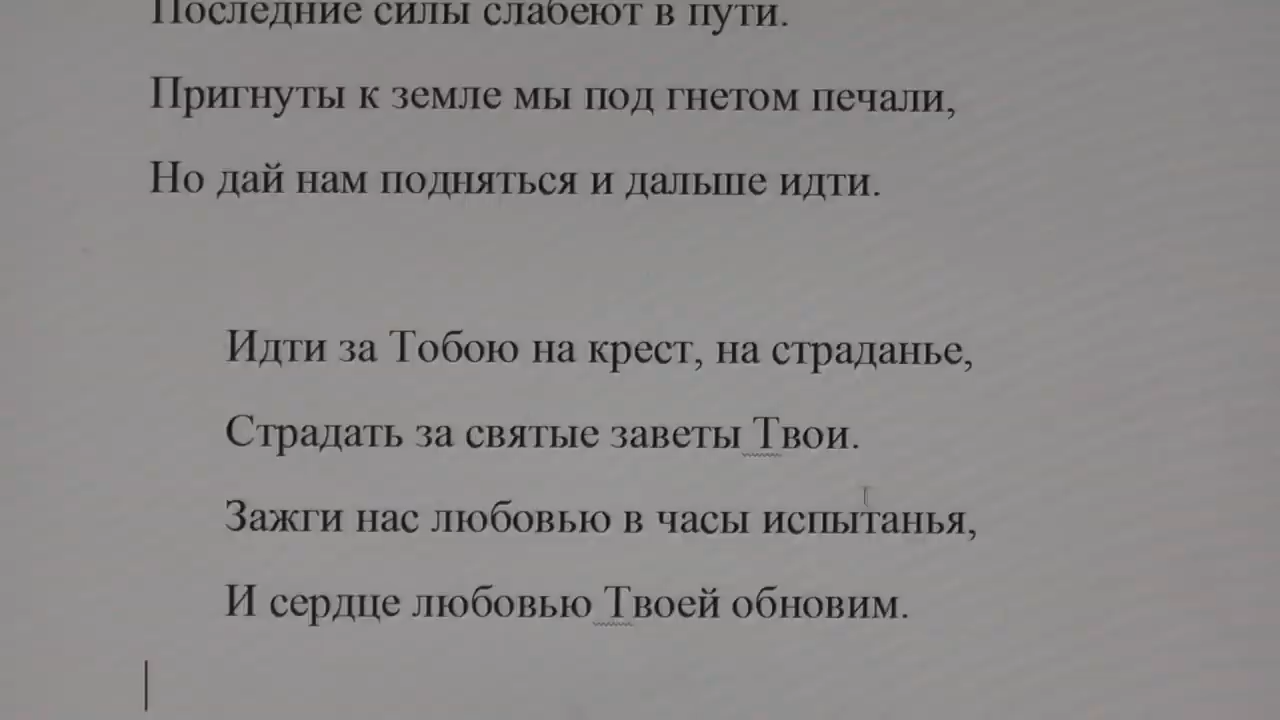 Последние силы слабеют в пути.
Пригнуты к земле мы под гнетом печали,
Но дай нам подняться и дальше идти.
Идти за Тобою на крест, на страданье,
Страдать за святые заветы Твои.
Зажги нас любовью в часы испытанья,
И сердце любовью Твоей обновим.